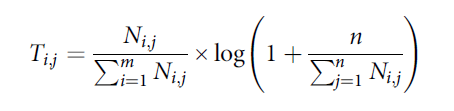 $$T_{i,j} = \frac{N_{i,j}}{\sum_{i=1}^{m} N_{i,j}} \times \log\left(1 + \frac{n}{\sum_{j=1}^{n} N_{i,j}}\right)$$